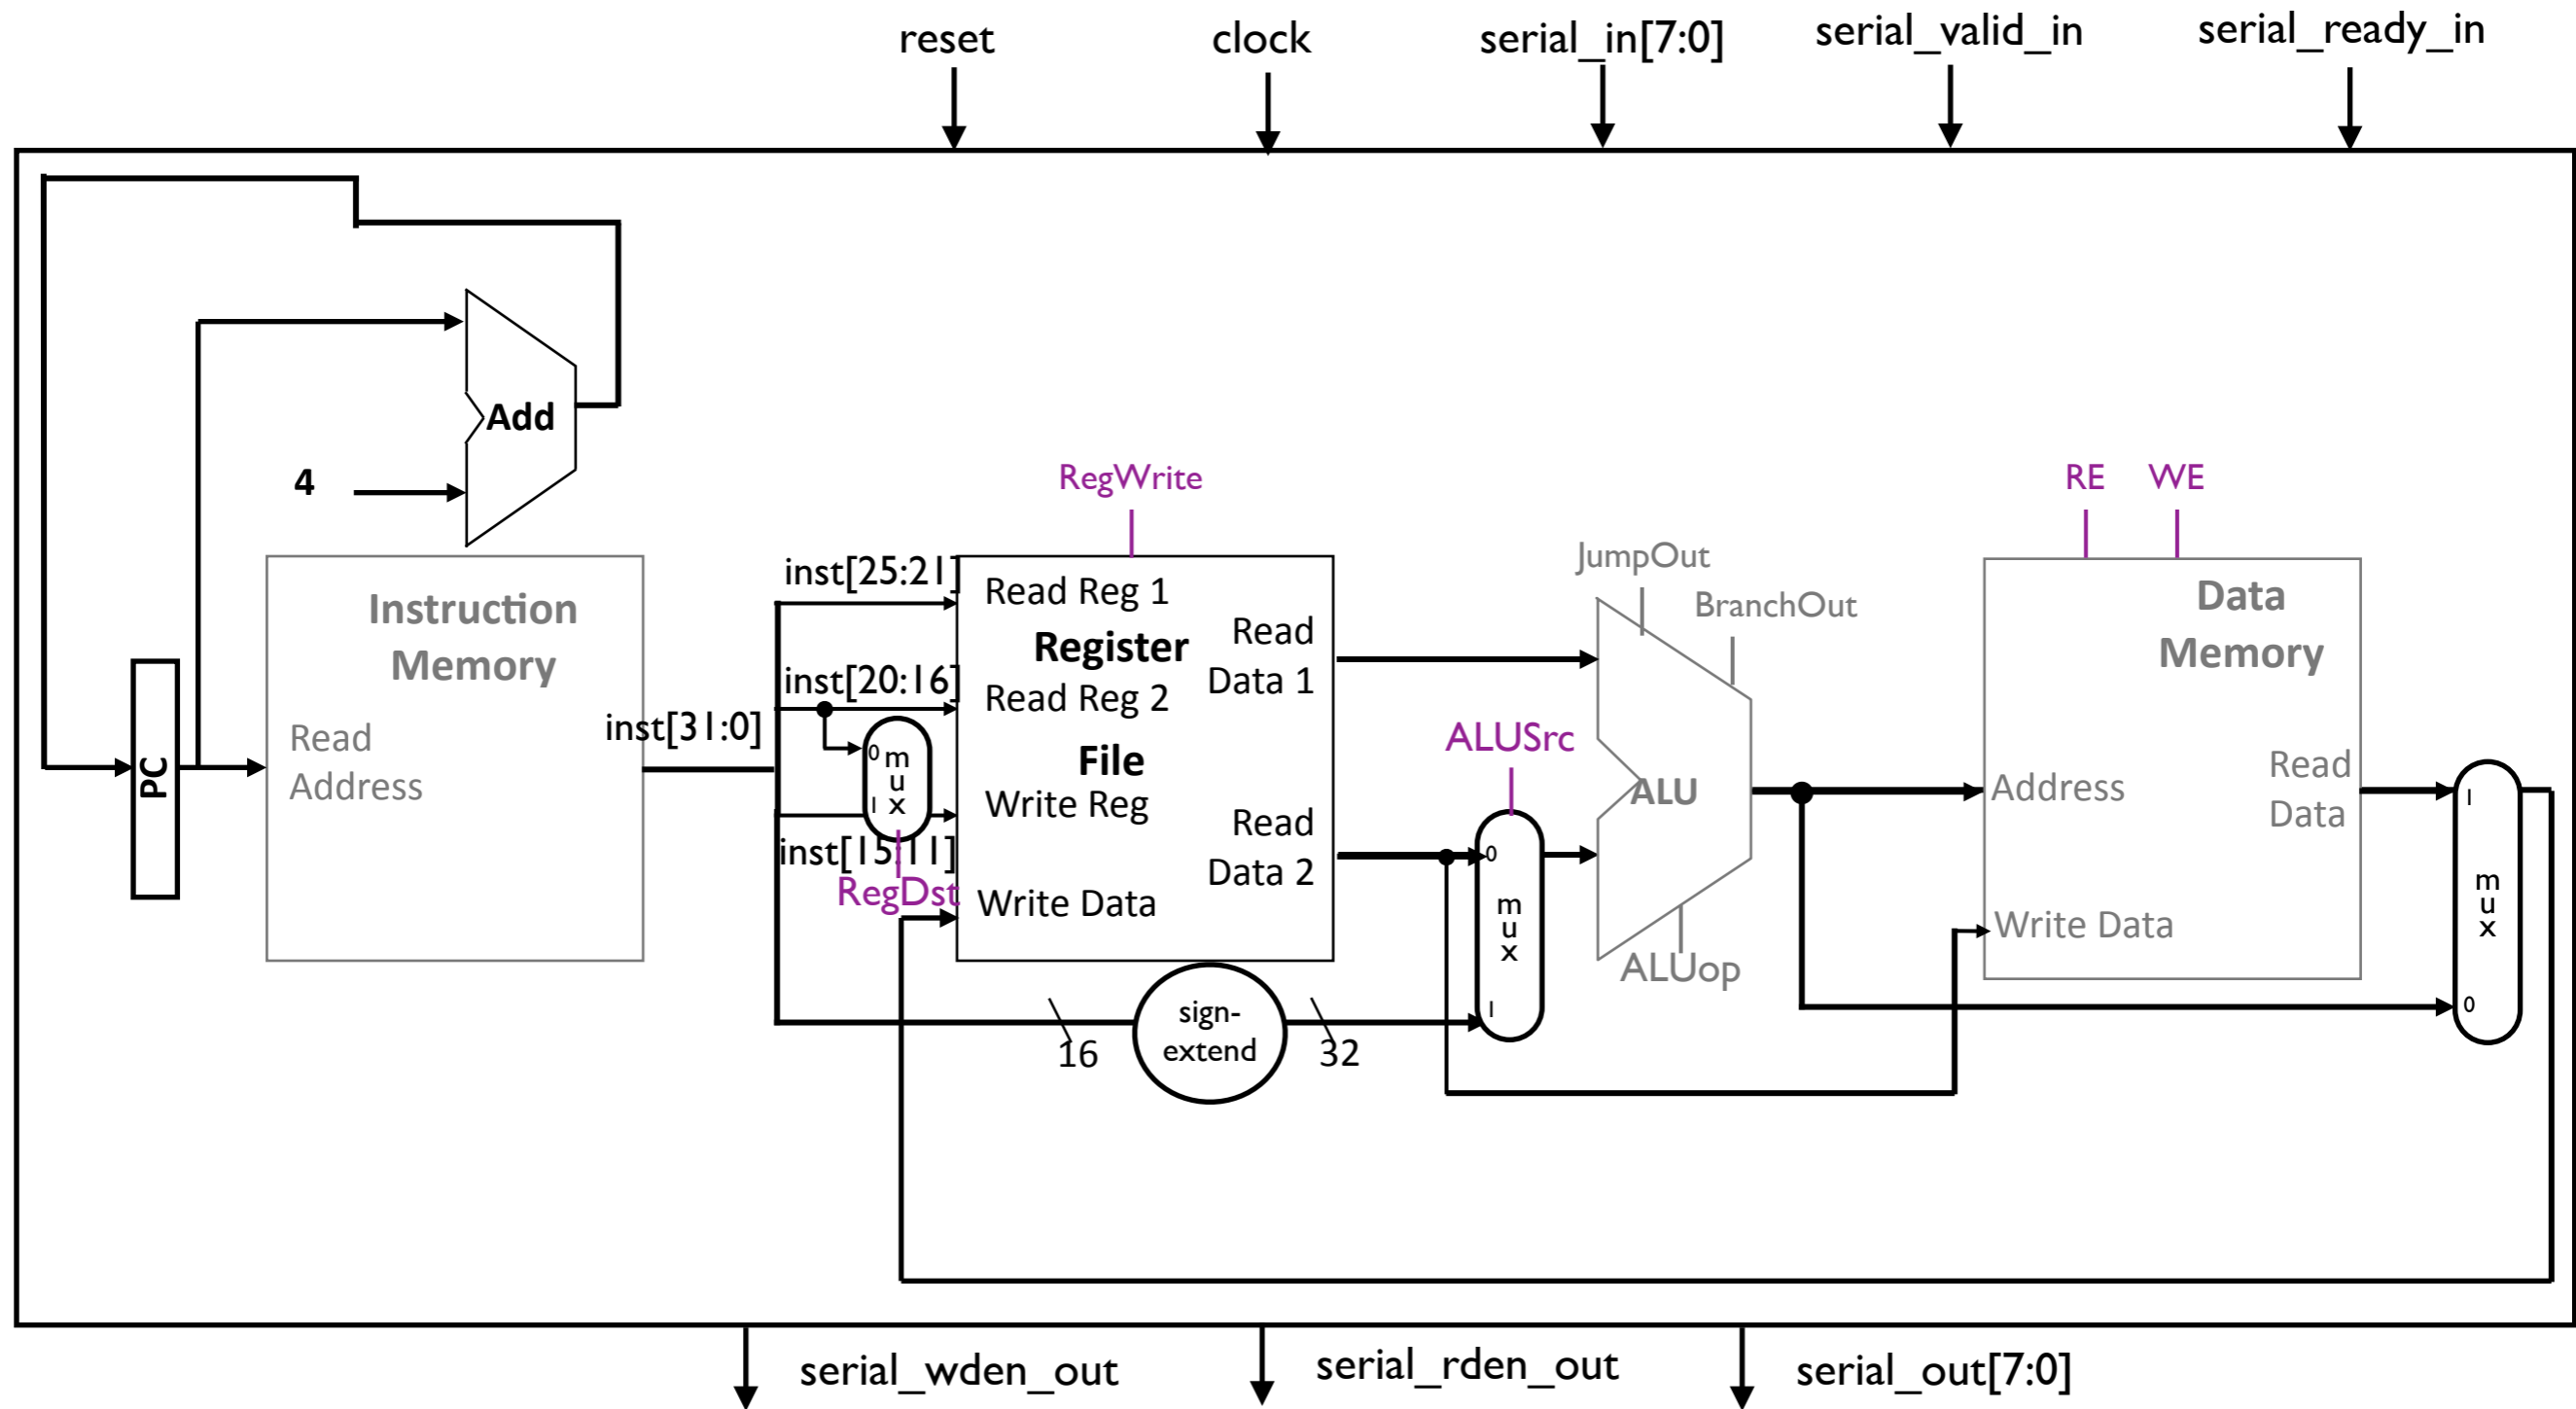 reset
clock
serial_in[7:0]
serial_valid_in
serial_ready_in
Add
4
RegWrite
RE
WE
JumpOut
BranchOut
inst[25:21]
Read Reg 1
Instruction
Memory
Register
Read
Data 1
Data
Memory
inst[20:16]
Read Reg 2
inst[31:0]
Read
Address
PC
0
m
u
x
1
File
Write Reg
ALUSrc
ALU
Address
Read
Data
1
m
u
x
0
inst[15:11]
RegDst
Read
Data 2
0
m
u
x
1
Write Data
Write Data
ALUop
16
sign-
extend
32
serial_wden_out
serial_rden_out
serial_out[7:0]